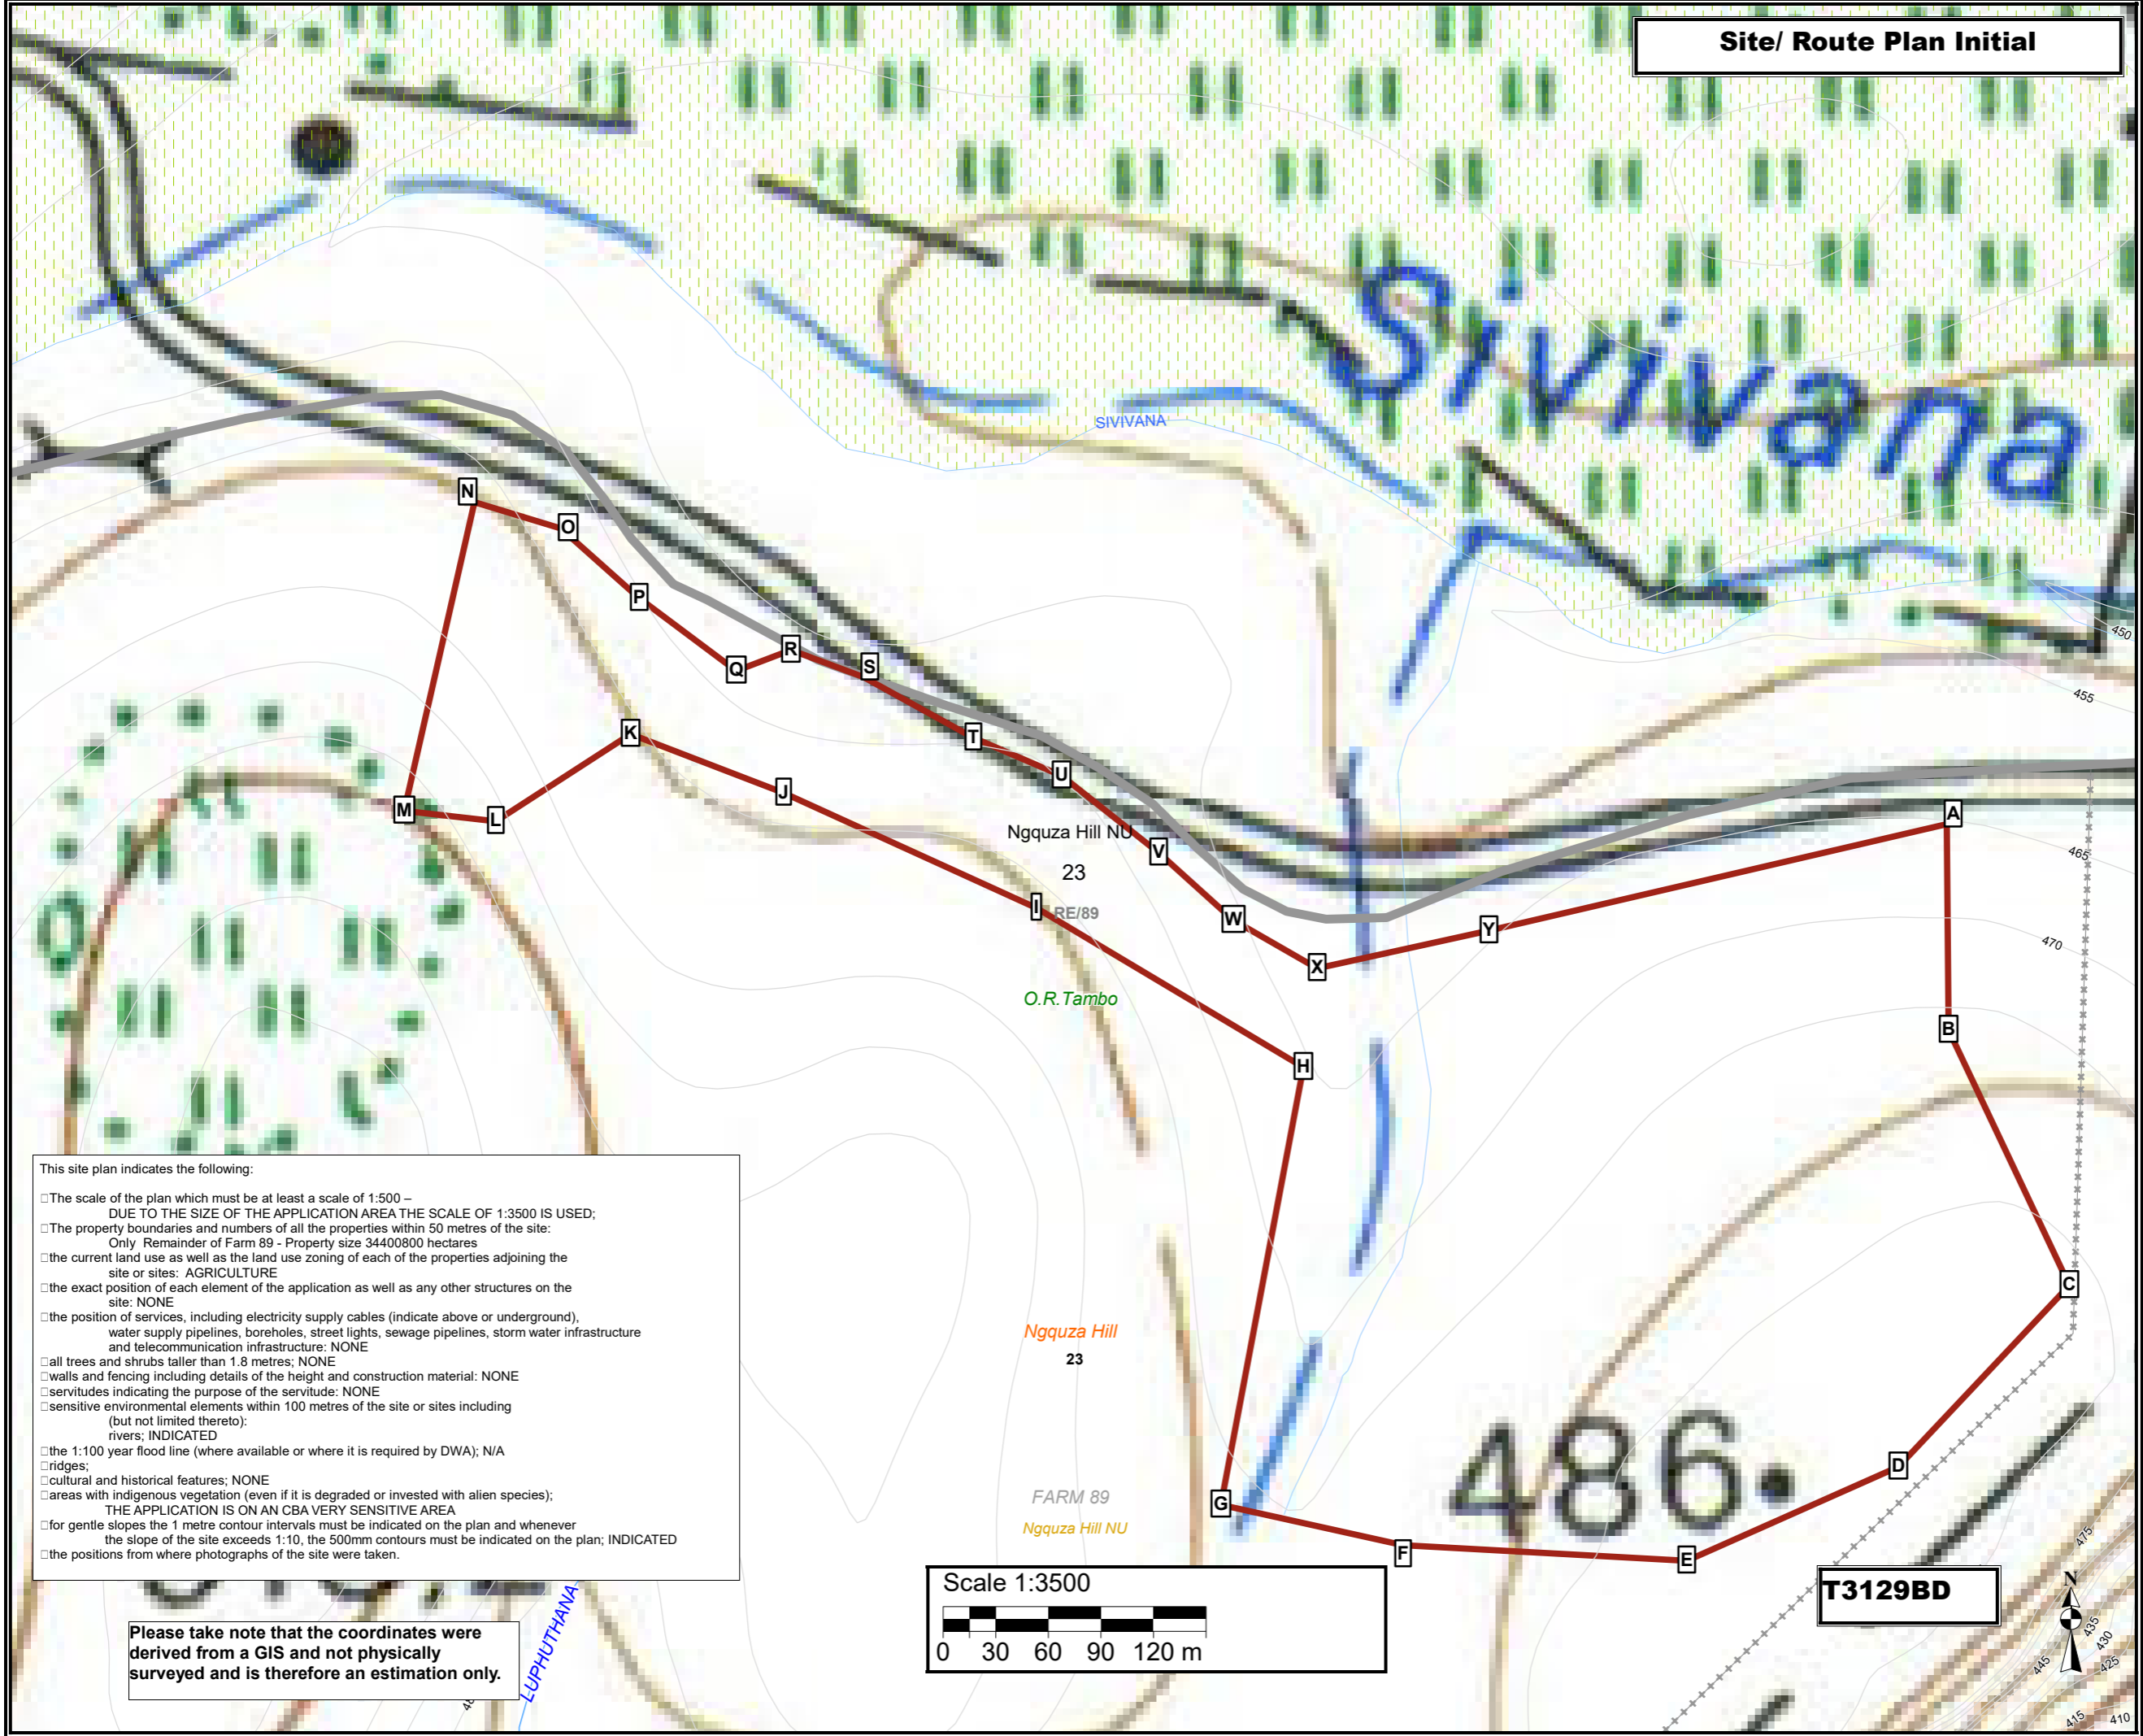 Site/ Route Plan Initial
Sivivana
SIVIVANA
N
O
P
Q
R
S
K
T
J
U
M
L
A
V
I
W
Y
X
H
B
C
D
G
F
E
450
455
465
470
475
435
430
425
445
415
410
Ngquza Hill NU
23
RE/89
O.R.Tambo
Ngquza Hill
23
FARM 89
Ngquza Hill NU
486
This site plan indicates the following:
□The scale of the plan which must be at least a scale of 1:500 –
DUE TO THE SIZE OF THE APPLICATION AREA THE SCALE OF 1:3500 IS USED;
□The property boundaries and numbers of all the properties within 50 metres of the site:
Only Remainder of Farm 89 - Property size 34400800 hectares
□the current land use as well as the land use zoning of each of the properties adjoining the
site or sites: AGRICULTURE
□the exact position of each element of the application as well as any other structures on the
site: NONE
□the position of services, including electricity supply cables (indicate above or underground),
water supply pipelines, boreholes, street lights, sewage pipelines, storm water infrastructure
and telecommunication infrastructure: NONE
□all trees and shrubs taller than 1.8 metres; NONE
□walls and fencing including details of the height and construction material: NONE
□servitudes indicating the purpose of the servitude: NONE
□sensitive environmental elements within 100 metres of the site or sites including
(but not limited thereto):
rivers; INDICATED
□the 1:100 year flood line (where available or where it is required by DWA); N/A
□ridges;
□cultural and historical features; NONE
□areas with indigenous vegetation (even if it is degraded or invested with alien species);
THE APPLICATION IS ON AN CBA VERY SENSITIVE AREA
□for gentle slopes the 1 metre contour intervals must be indicated on the plan and whenever
the slope of the site exceeds 1:10, the 500mm contours must be indicated on the plan; INDICATED
□the positions from where photographs of the site were taken.
Please take note that the coordinates were
derived from a GIS and not physically
surveyed and is therefore an estimation only.
LUPHUTHANA
Scale 1:3500
0 30 60 90 120 m
T3129BD
N